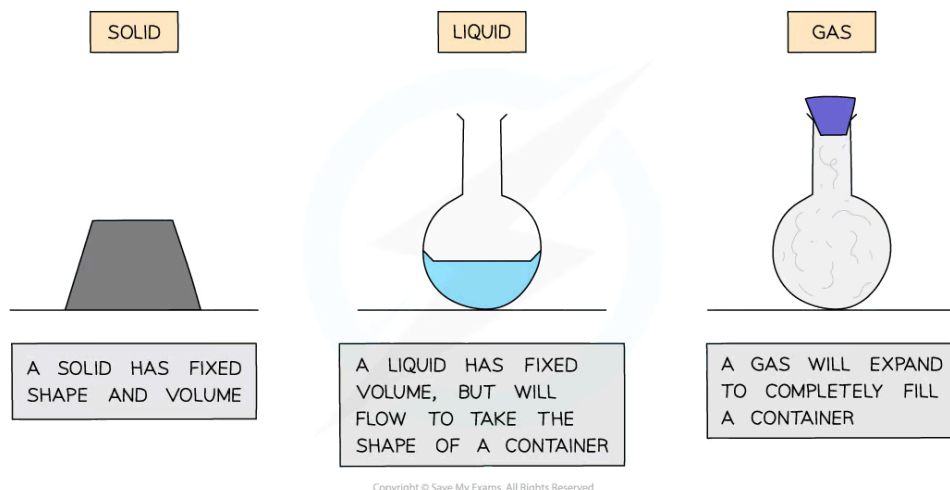 SOLID
LIQUID
GAS
A SOLID HAS FIXED
SHAPE AND VOLUME
A LIQUID HAS FIXED
VOLUME, BUT WILL
FLOW TO TAKE THE
SHAPE OF A CONTAINER
A GAS WILL EXPAND
TO COMPLETELY FILL
A CONTAINER
Copyright © Save My Exams. All Rights Reserved